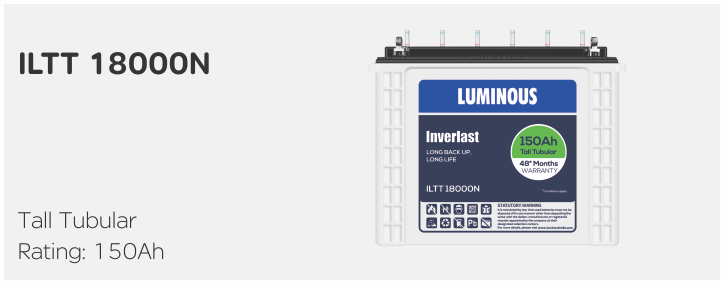 ILTT 18000N
Tall Tubular
Rating: 150Ah
LUMINOUS
Inverlast
LONG BACK UP,
LONG LIFE
150Ah
Tall Tubular
48* Months
WARRANTY
ILTT 18000N
Pb
STATUTORY WARNING